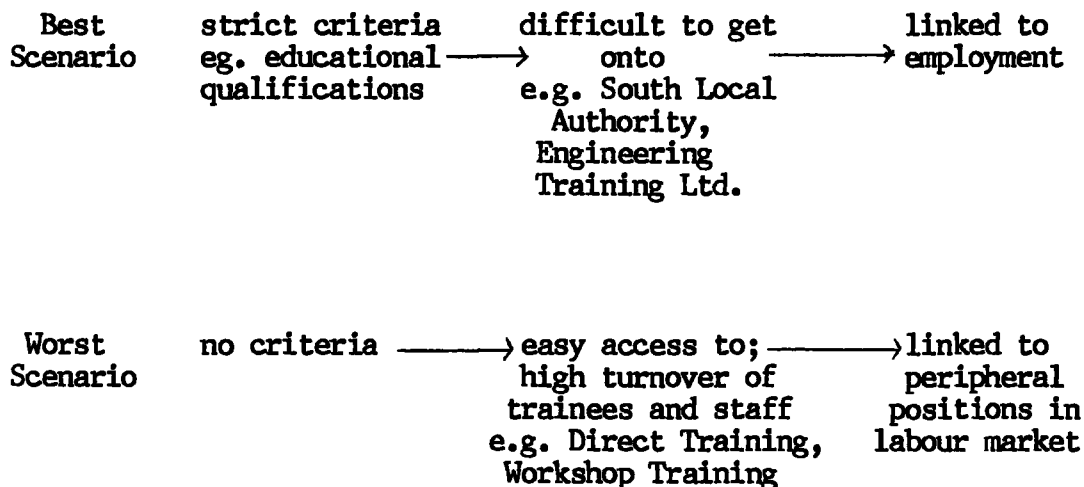 Best strict criteria difficult to get linked to
Scenario eg. educational → onto → employment
qualifications e.g. South Local
Authority,
Engineering
Training Ltd.
Worst no criteria → easy access to; → linked to
Scenario high turnover of peripheral
trainees and staff positions in
e.g. Direct Training, labour market
Workshop Training